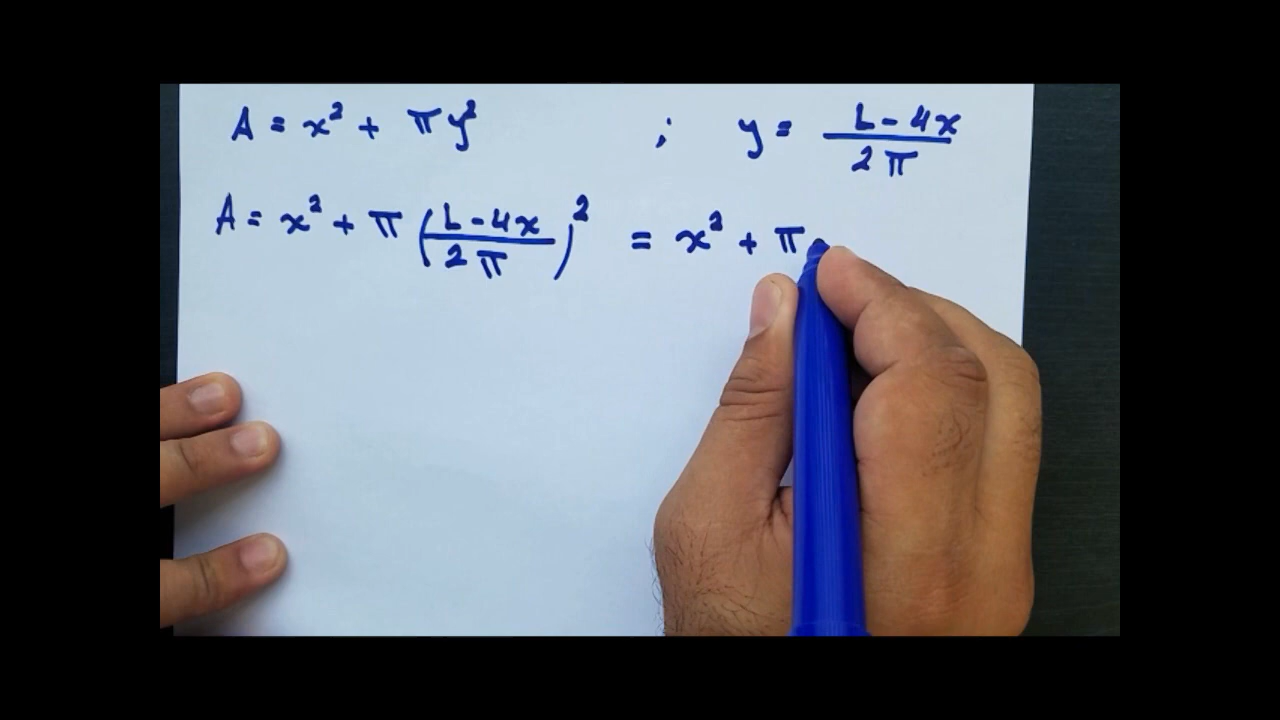 A = x² + πy² ; y = (L - 4x)/(2π)
A = x² + π((L - 4x)/(2π))² = x² + π